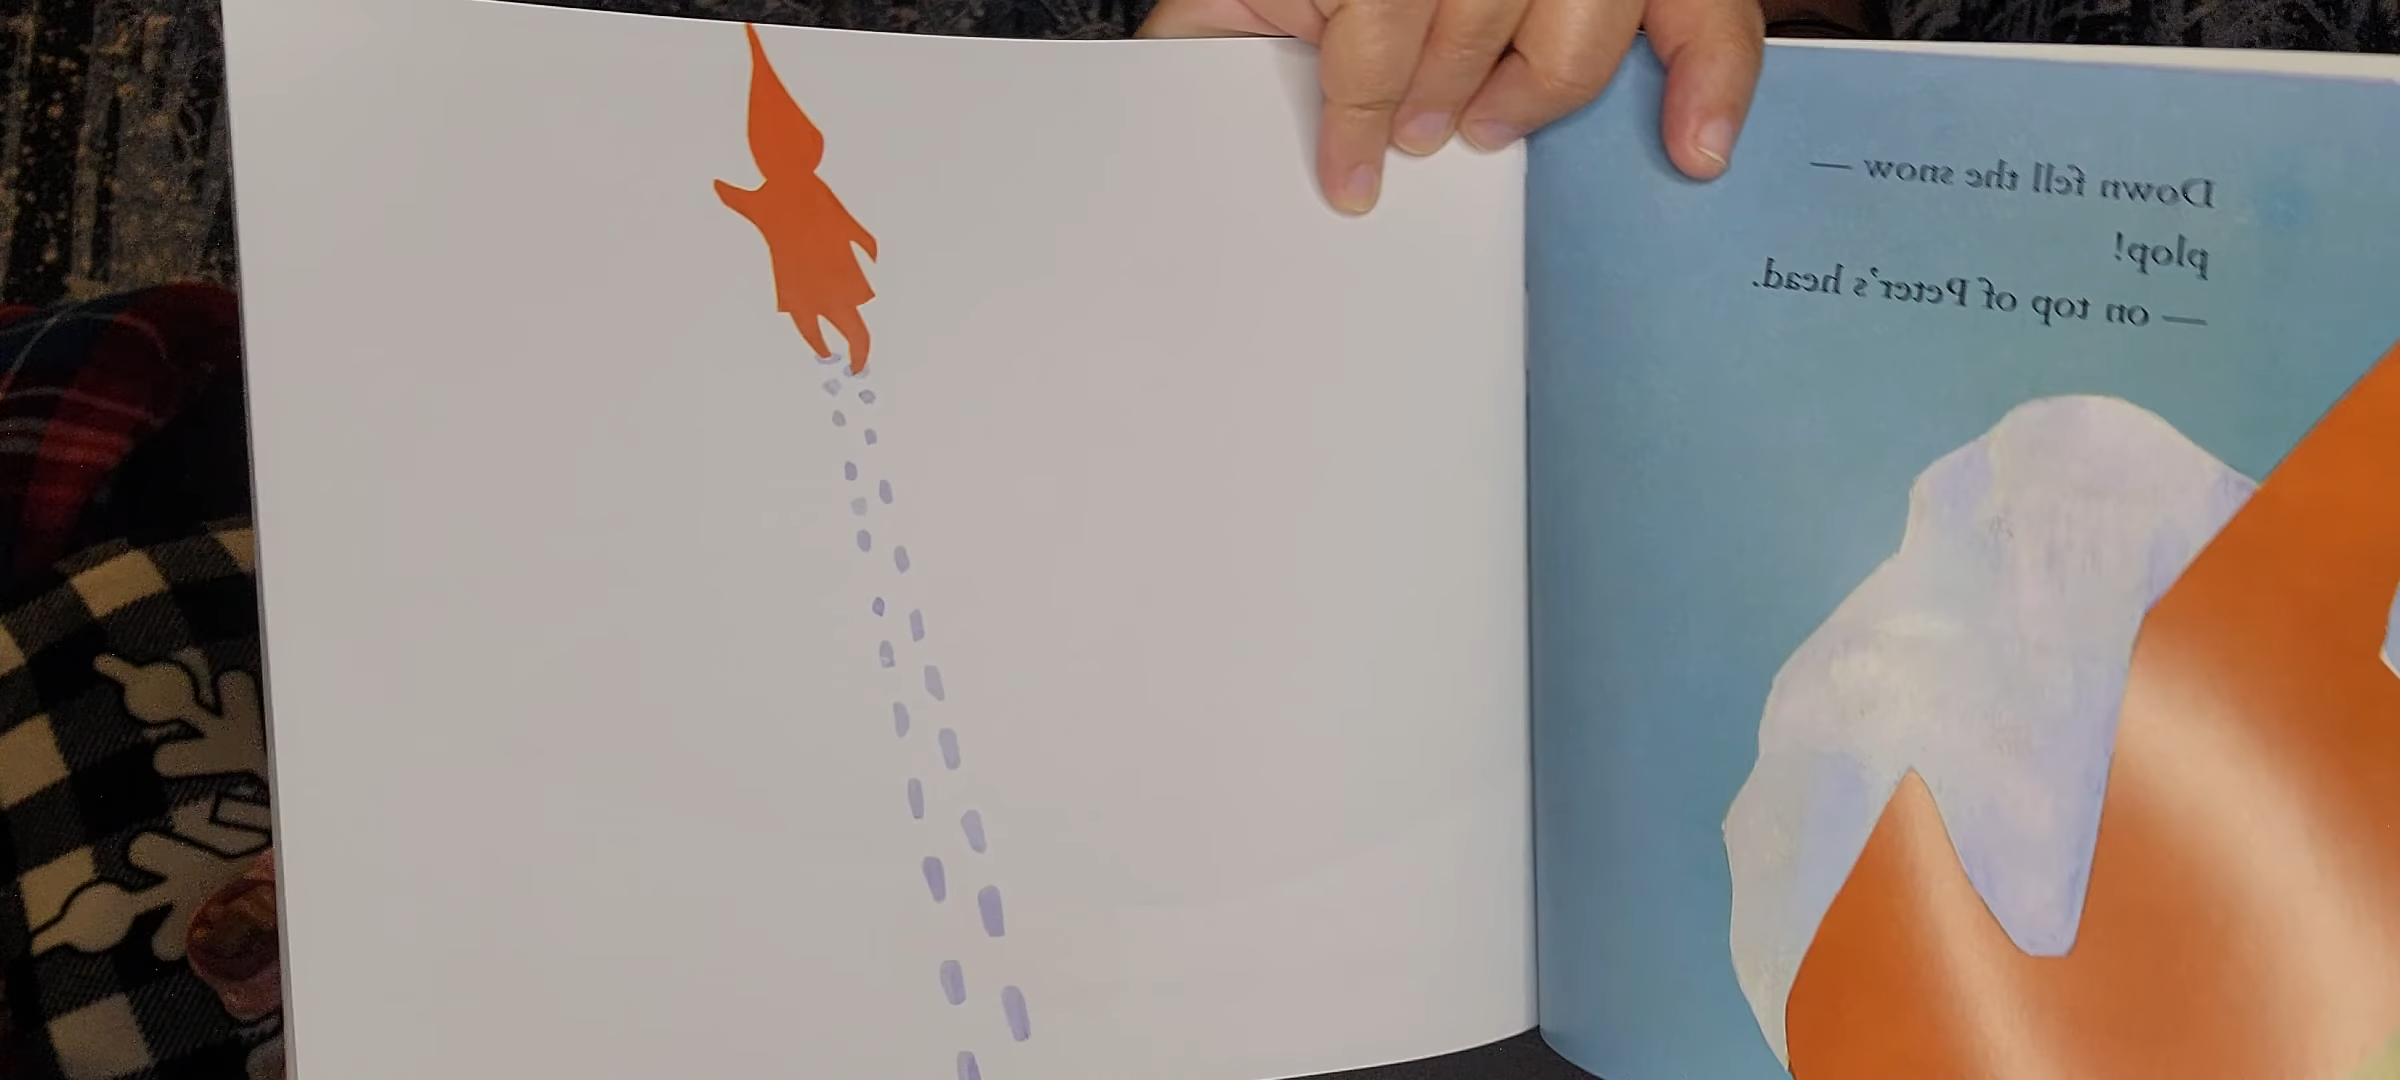 Down fell the snow —
plop!
— on top of Peter's head.